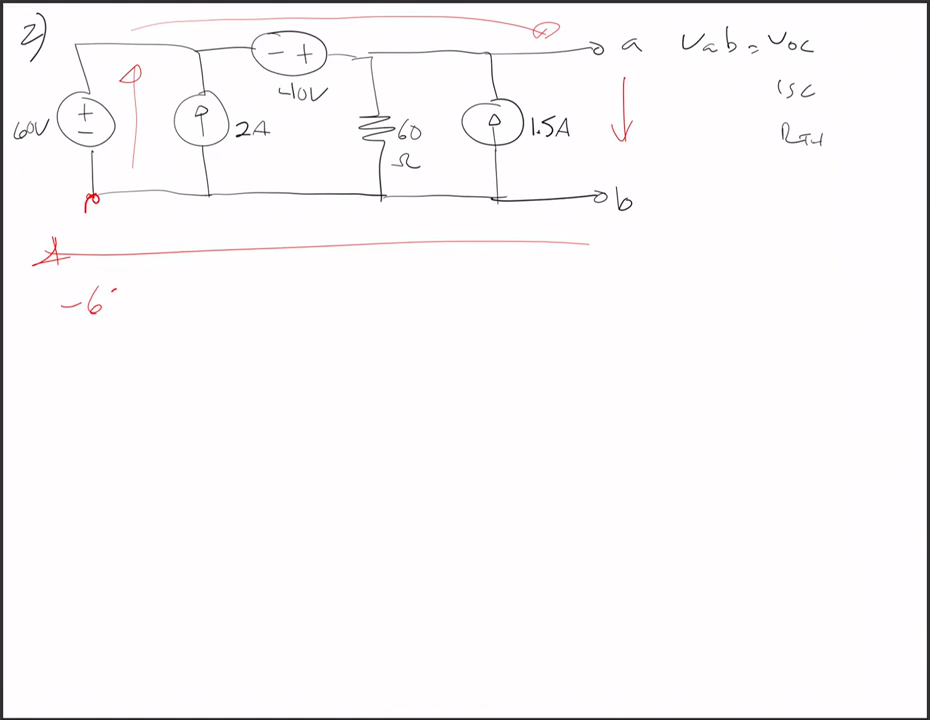 2)
- +
a Vab = Voc
40V
isc
60V + - 2A 60 Ω 1.5A
RTH
b
-6